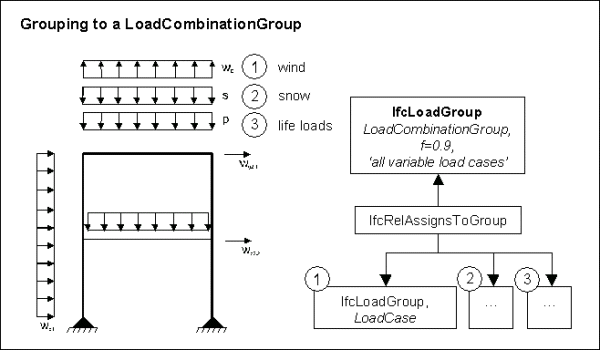 Grouping to a LoadCombinationGroup
1 wind
s 2 snow
p 3 life loads
IfcLoadGroup
LoadCombinationGroup,
f=0.9,
'all variable load cases'
IfcRelAssignsToGroup
1
2
3
IfcLoadGroup,
LoadCase
...
...